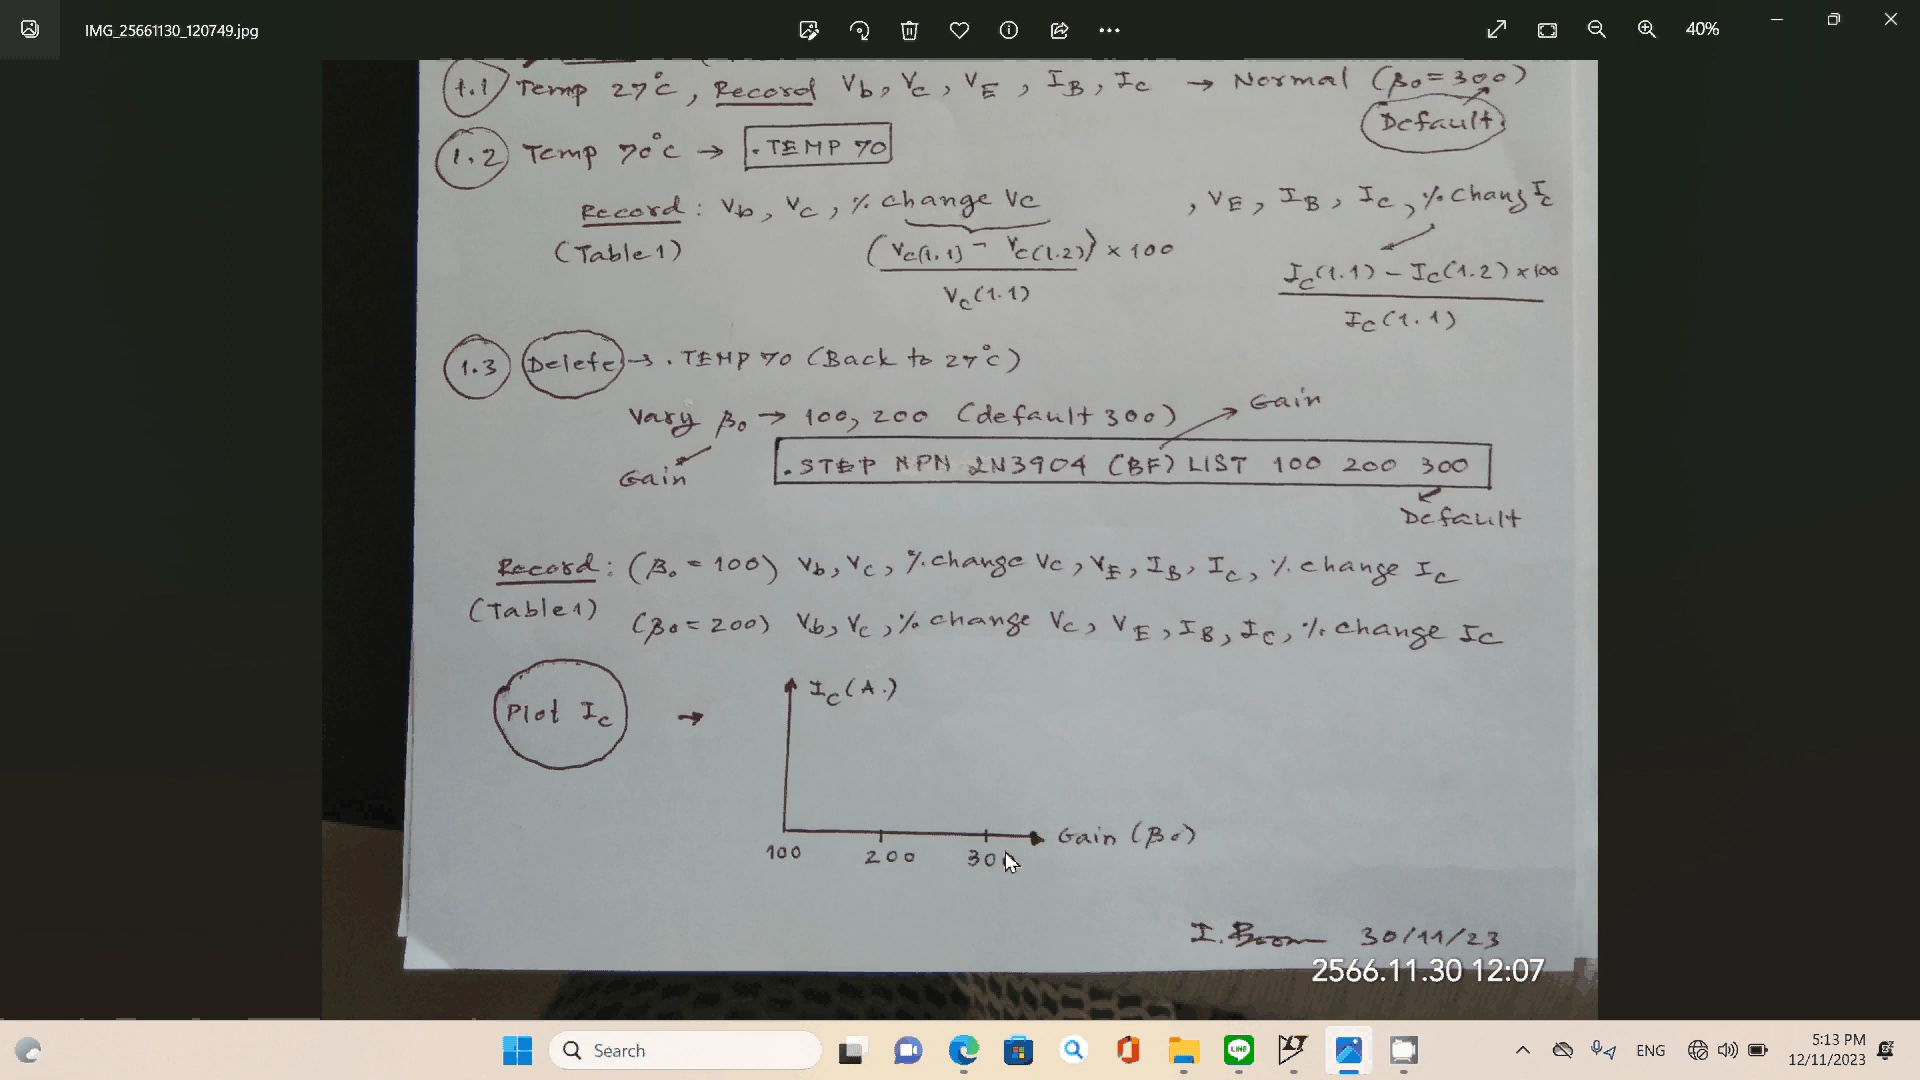 IMG_25661130_120749.jpg
40%
1.1 Temp 27°C, Record Vb, Vc, VE, IB, Ic → Normal (β0 = 300)
Default
1.2 Temp 70°C → .TEMP 70
Record: Vb, Vc, % change Vc, VE, IB, Ic, % Chang Ic
(Table 1)
(Vc(1.1) - Vc(1.2)) × 100
Vc(1.1)
Ic(1.1) - Ic(1.2) × 100
Ic(1.1)
1.3 Delete → .TEMP 70 (Back to 27°C)
Vary β0 → 100, 200 (default 300) Gain
Gain
.STEP NPN 2N3904 (BF) LIST 100 200 300
Default
Record: (β0 = 100) Vb, Vc, % change Vc, VE, IB, Ic, % change Ic
(Table 1)
(β0 = 200) Vb, Vc, % change Vc, VE, IB, Ic, % change Ic
Plot Ic →
Ic (A.)
Gain (β0)
100 200 30
30/11/23
2566.11.30 12:07
Search
LINE
LT
ENG
5:13 PM
12/11/2023